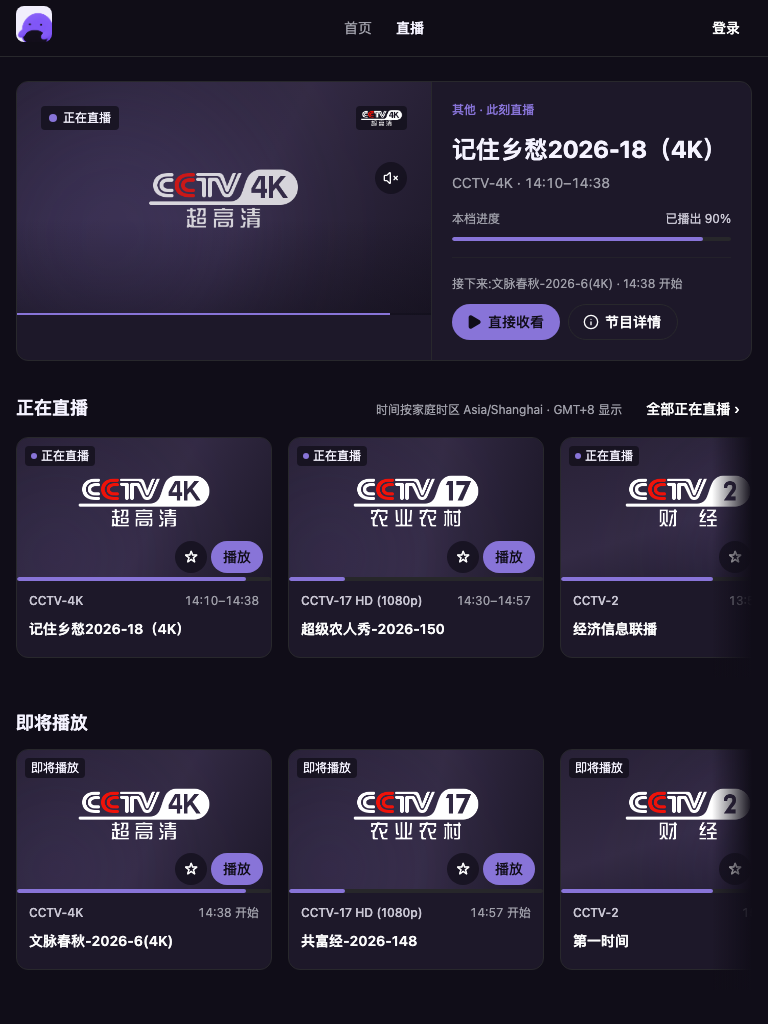 首页
直播
登录
正在直播
CCTV 4K
超高清
CCTV 4K
超高清
其他 · 此刻直播
记住乡愁2026-18（4K）
CCTV-4K · 14:10–14:38
本档进度
已播出 90%
接下来:文脉春秋-2026-6(4K) · 14:38 开始
直接收看
节目详情
正在直播
时间按家庭时区 Asia/Shanghai · GMT+8 显示
全部正在直播 ›
正在直播
CCTV 4K
超高清
播放
CCTV-4K
14:10–14:38
记住乡愁2026-18（4K）
正在直播
CCTV 17
农业农村
播放
CCTV-17 HD (1080p)
14:30–14:57
超级农人秀-2026-150
正在直播
CCTV 2
财 经
CCTV-2
经济信息联播
即将播放
即将播放
CCTV 4K
超高清
播放
CCTV-4K
14:38 开始
文脉春秋-2026-6(4K)
即将播放
CCTV 17
农业农村
播放
CCTV-17 HD (1080p)
14:57 开始
共富经-2026-148
即将播放
CCTV 2
财 经
CCTV-2
第一时间